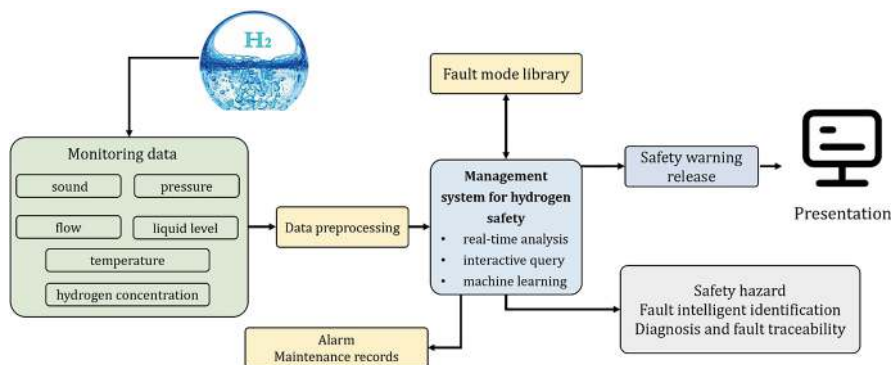 H2
Fault mode library
Monitoring data
sound
pressure
flow
liquid level
temperature
hydrogen concentration
Data preprocessing
Management
system for hydrogen
safety
• real-time analysis
• interactive query
• machine learning
Safety warning
release
Presentation
Safety hazard
Fault intelligent identification
Diagnosis and fault traceability
Alarm
Maintenance records